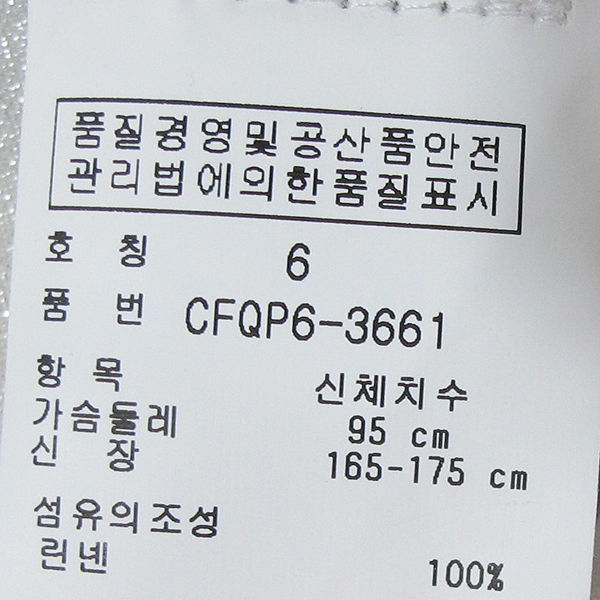 품질경영및공산품안전
관리법에의한품질표시
호 칭 6
품 번 CFQP6-3661
항 목 신체치수
가슴둘레 95 cm
신 장 165-175 cm
섬유의조성
린넨 100%